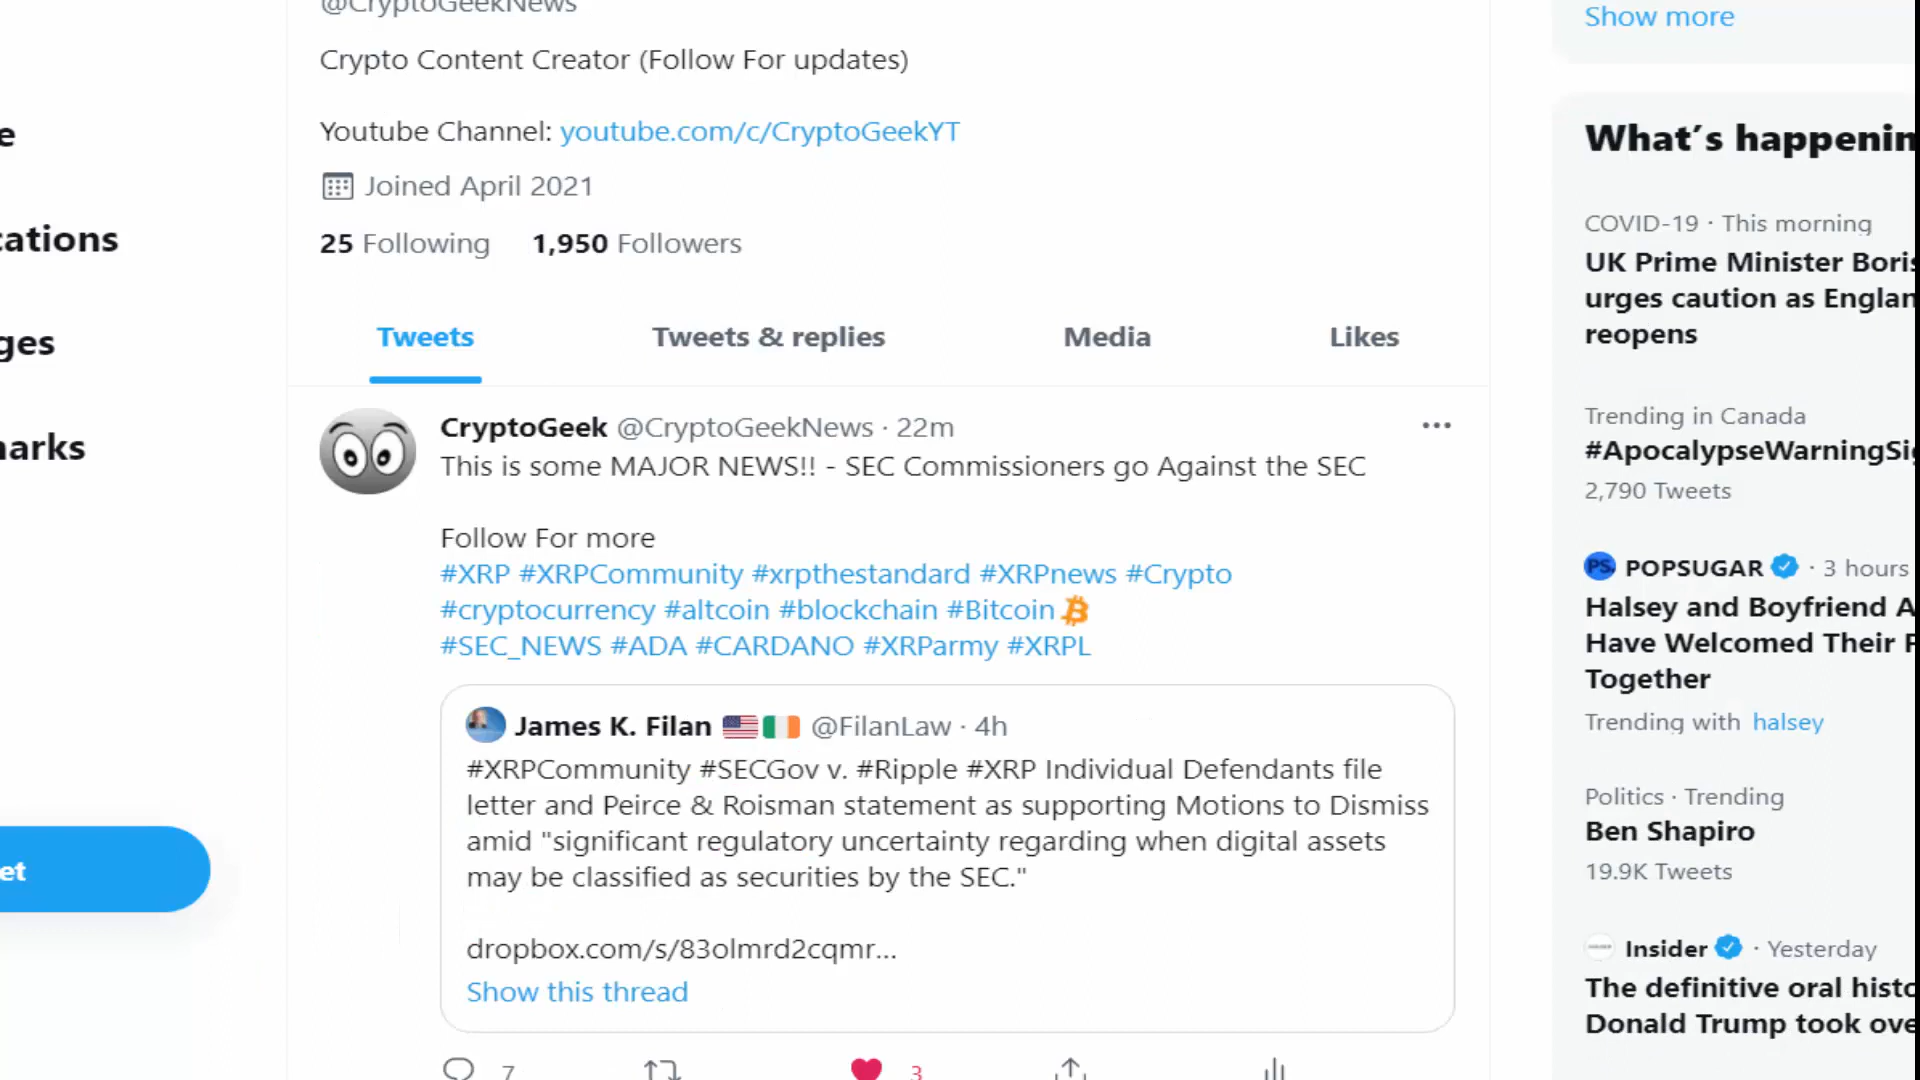 @CryptoGeekNews
Crypto Content Creator (Follow For updates)
Youtube Channel: youtube.com/c/CryptoGeekYT
Joined April 2021
25 Following 1,950 Followers
Tweets Tweets & replies Media Likes
CryptoGeek @CryptoGeekNews · 22m
This is some MAJOR NEWS!! - SEC Commissioners go Against the SEC
Follow For more
#XRP #XRPCommunity #xrpthestandard #XRPnews #Crypto
#cryptocurrency #altcoin #blockchain #Bitcoin
#SEC_NEWS #ADA #CARDANO #XRParmy #XRPL
James K. Filan @FilanLaw · 4h
#XRPCommunity #SECGov v. #Ripple #XRP Individual Defendants file
letter and Peirce & Roisman statement as supporting Motions to Dismiss
amid "significant regulatory uncertainty regarding when digital assets
may be classified as securities by the SEC."
dropbox.com/s/83olmrd2cqmr...
Show this thread
7 3
e
cations
ges
harks
et
Show more
What's happenin
COVID-19 · This morning
UK Prime Minister Boris
urges caution as Englan
reopens
Trending in Canada
#ApocalypseWarningSig
2,790 Tweets
PS. POPSUGAR · 3 hours
Halsey and Boyfriend A
Have Welcomed Their F
Together
Trending with halsey
Politics · Trending
Ben Shapiro
19.9K Tweets
Insider · Yesterday
The definitive oral histo
Donald Trump took ove